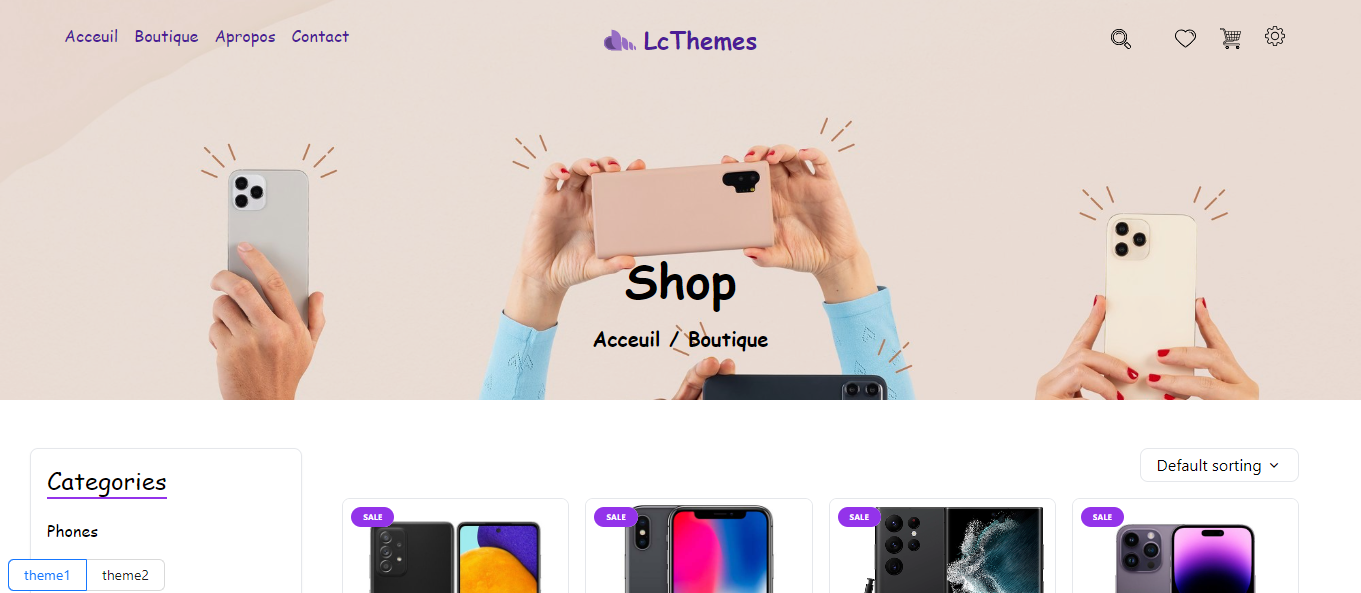 Acceuil Boutique Apropos Contact
LcThemes
Shop
Acceuil / Boutique
Default sorting
Categories
Phones
theme1 theme2
SALE SALE SALE SALE